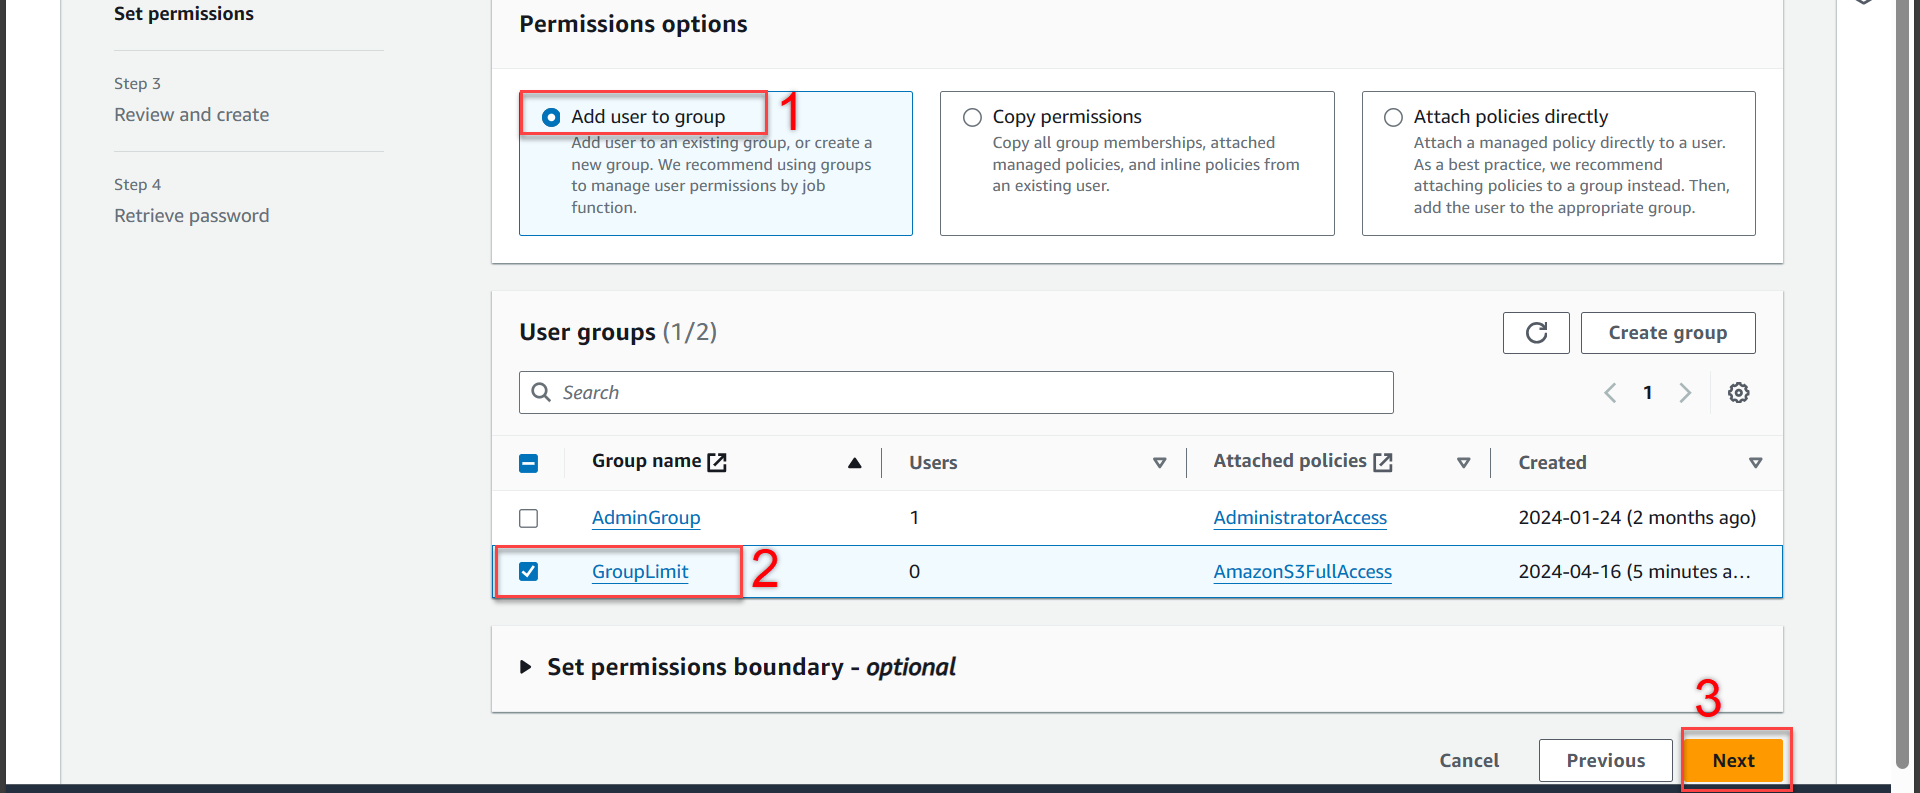 Set permissions
Step 3
Review and create
Step 4
Retrieve password
Permissions options
Add user to group
1
Add user to an existing group, or create a
new group. We recommend using groups
to manage user permissions by job
function.
Copy permissions
Copy all group memberships, attached
managed policies, and inline policies from
an existing user.
Attach policies directly
Attach a managed policy directly to a user.
As a best practice, we recommend
attaching policies to a group instead. Then,
add the user to the appropriate group.
User groups (1/2)
Create group
Search
1
Group name Users Attached policies Created
AdminGroup 1 AdministratorAccess 2024-01-24 (2 months ago)
GroupLimit 2 0 AmazonS3FullAccess 2024-04-16 (5 minutes a...
Set permissions boundary - optional
3
Cancel Previous Next